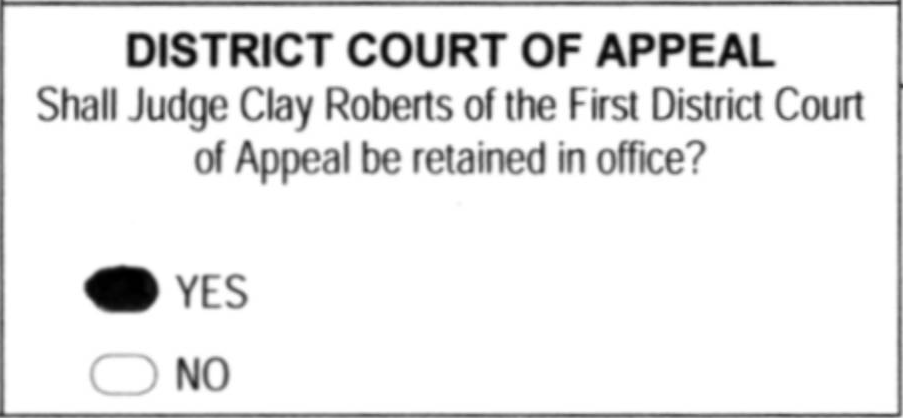 DISTRICT COURT OF APPEAL
Shall Judge Clay Roberts of the First District Court
of Appeal be retained in office?
YES
NO